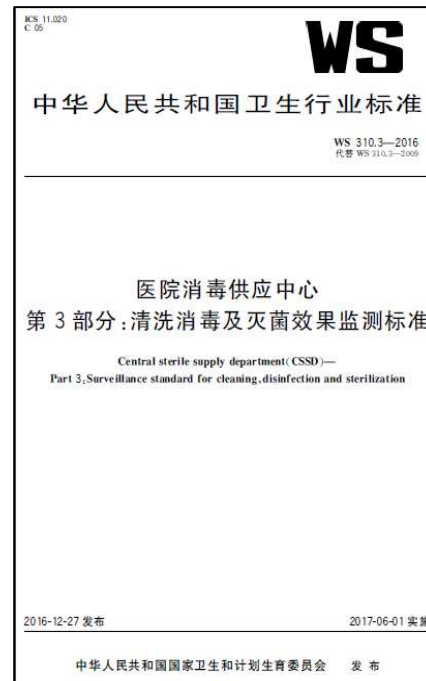 ICS 11.020
C 05
WS
中华人民共和国卫生行业标准
WS 310.3—2016
代替 WS 310.3—2009
医院消毒供应中心
第 3 部分:清洗消毒及灭菌效果监测标准
Central sterile supply department(CSSD)—
Part 3:Surveillance standard for cleaning,disinfection and sterilization
2016-12-27 发布
2017-06-01 实施
中华人民共和国国家卫生和计划生育委员会 发 布